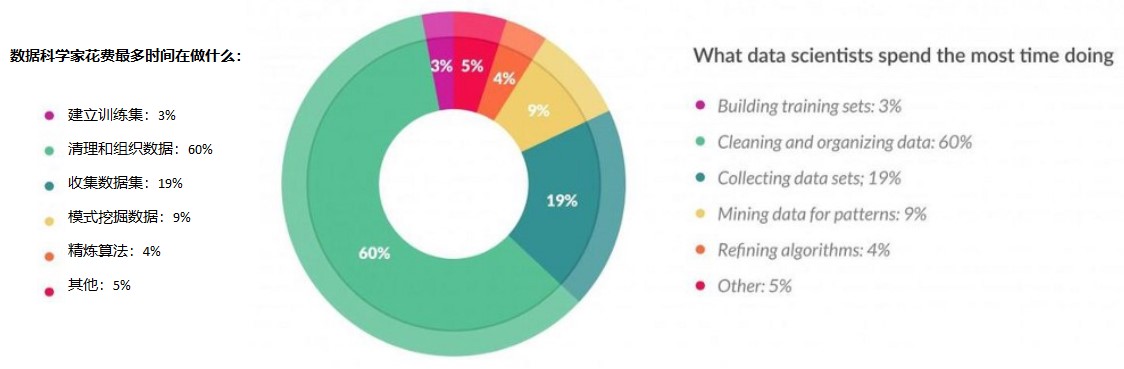 数据科学家花费最多时间在做什么：
建立训练集：3%
清理和组织数据：60%
收集数据集：19%
模式挖掘数据：9%
精炼算法：4%
其他：5%
3%
5%
4%
9%
19%
60%
What data scientists spend the most time doing
Building training sets: 3%
Cleaning and organizing data: 60%
Collecting data sets; 19%
Mining data for patterns: 9%
Refining algorithms: 4%
Other: 5%